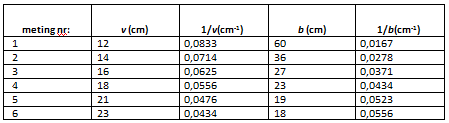 meting nr: v (cm) 1/v(cm⁻¹) b (cm) 1/b(cm⁻¹)
1 12 0,0833 60 0,0167
2 14 0,0714 36 0,0278
3 16 0,0625 27 0,0371
4 18 0,0556 23 0,0434
5 21 0,0476 19 0,0523
6 23 0,0434 18 0,0556